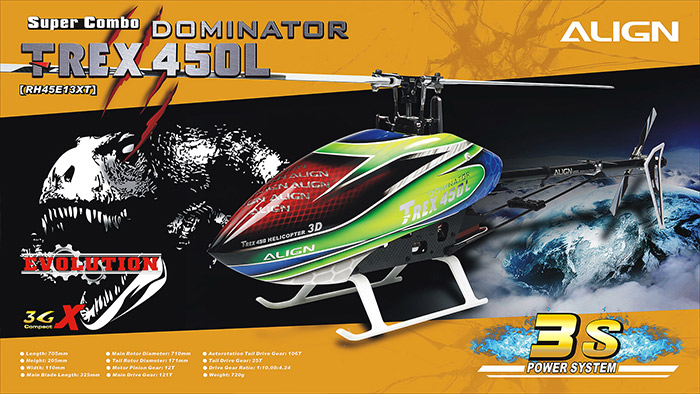 Super Combo DOMINATOR
T-REX 450L
【RH45E13XT】
ALIGN
ALIGN ALIGN
ALIGN ALIGN
DOMINATOR
T-REX 450L
T-REX 450 HELICOPTER 3D
ALIGN
ALIGN
EVOLUTION
3G X
Compact
3S
POWER SYSTEM
Length: 705mm
Height: 205mm
Width: 110mm
Main Blade Length: 325mm
Main Rotor Diameter: 710mm
Tail Rotor Diameter: 171mm
Motor Pinion Gear: 12T
Main Drive Gear: 121T
Autorotation Tail Drive Gear: 106T
Tail Drive Gear: 25T
Drive Gear Ratio: 1:10.08:4.24
Weight: 720g